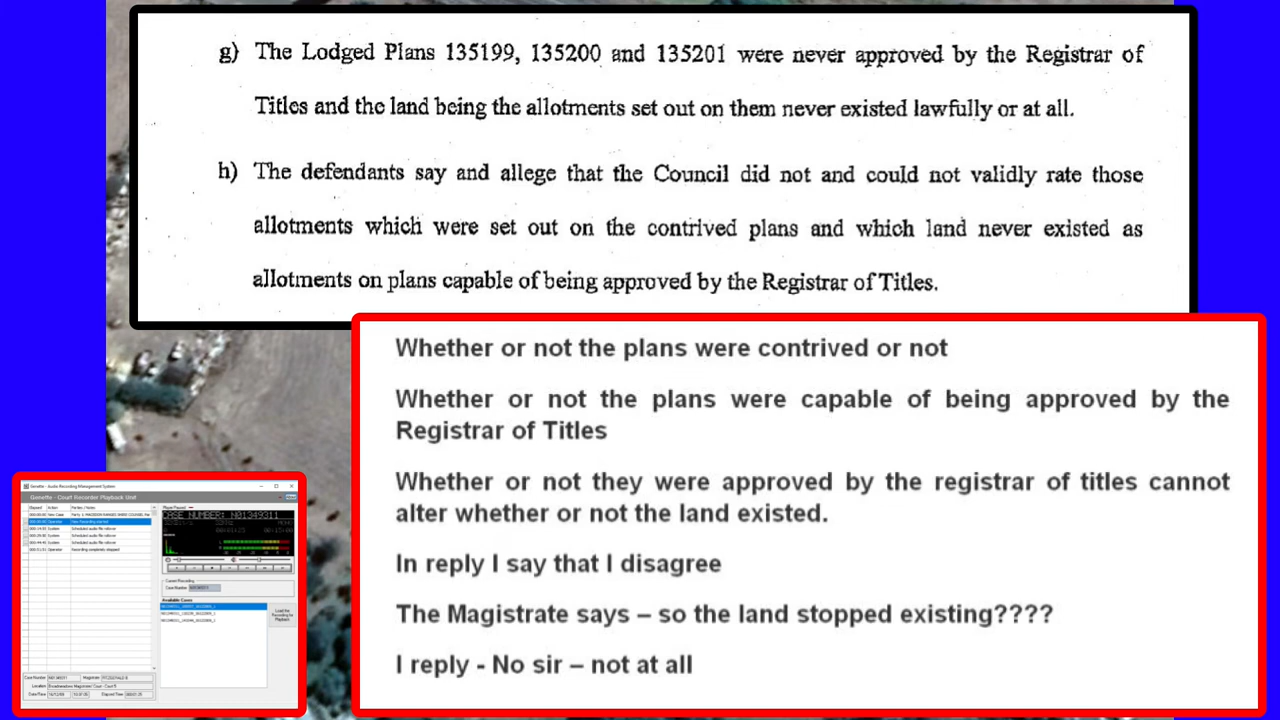 g) The Lodged Plans 135199, 135200 and 135201 were never approved by the Registrar of
Titles and the land being the allotments set out on them never existed lawfully or at all.
h) The defendants say and allege that the Council did not and could not validly rate those
allotments which were set out on the contrived plans and which land never existed as
allotments on plans capable of being approved by the Registrar of Titles.
Whether or not the plans were contrived or not
Whether or not the plans were capable of being approved by the
Registrar of Titles
Whether or not they were approved by the registrar of titles cannot
alter whether or not the land existed.
In reply I say that I disagree
The Magistrate says – so the land stopped existing????
I reply - No sir – not at all
Genette - Court Recorder Playback Unit
CASE NUMBER: N01349311
Available Cases